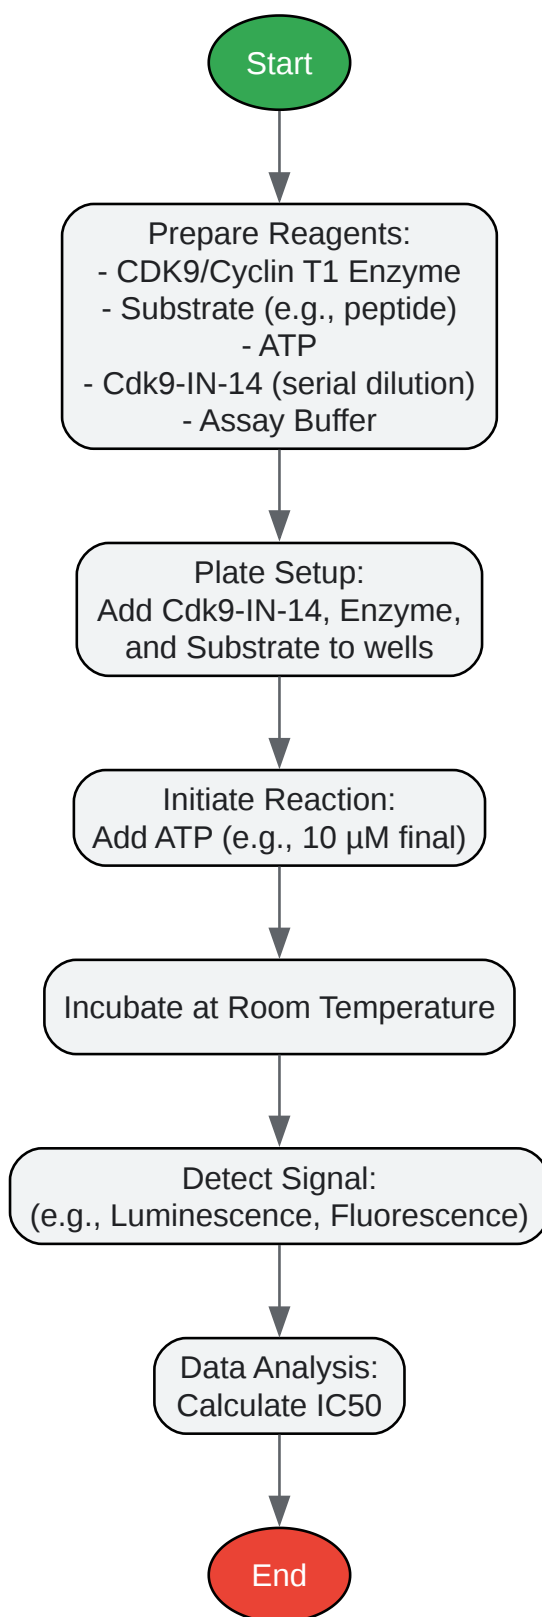 Start
Prepare Reagents:
- CDK9/Cyclin T1 Enzyme
- Substrate (e.g., peptide)
- ATP
- Cdk9-IN-14 (serial dilution)
- Assay Buffer
Plate Setup:
Add Cdk9-IN-14, Enzyme,
and Substrate to wells
Initiate Reaction:
Add ATP (e.g., 10 µM final)
Incubate at Room Temperature
Detect Signal:
(e.g., Luminescence, Fluorescence)
Data Analysis:
Calculate IC50
End